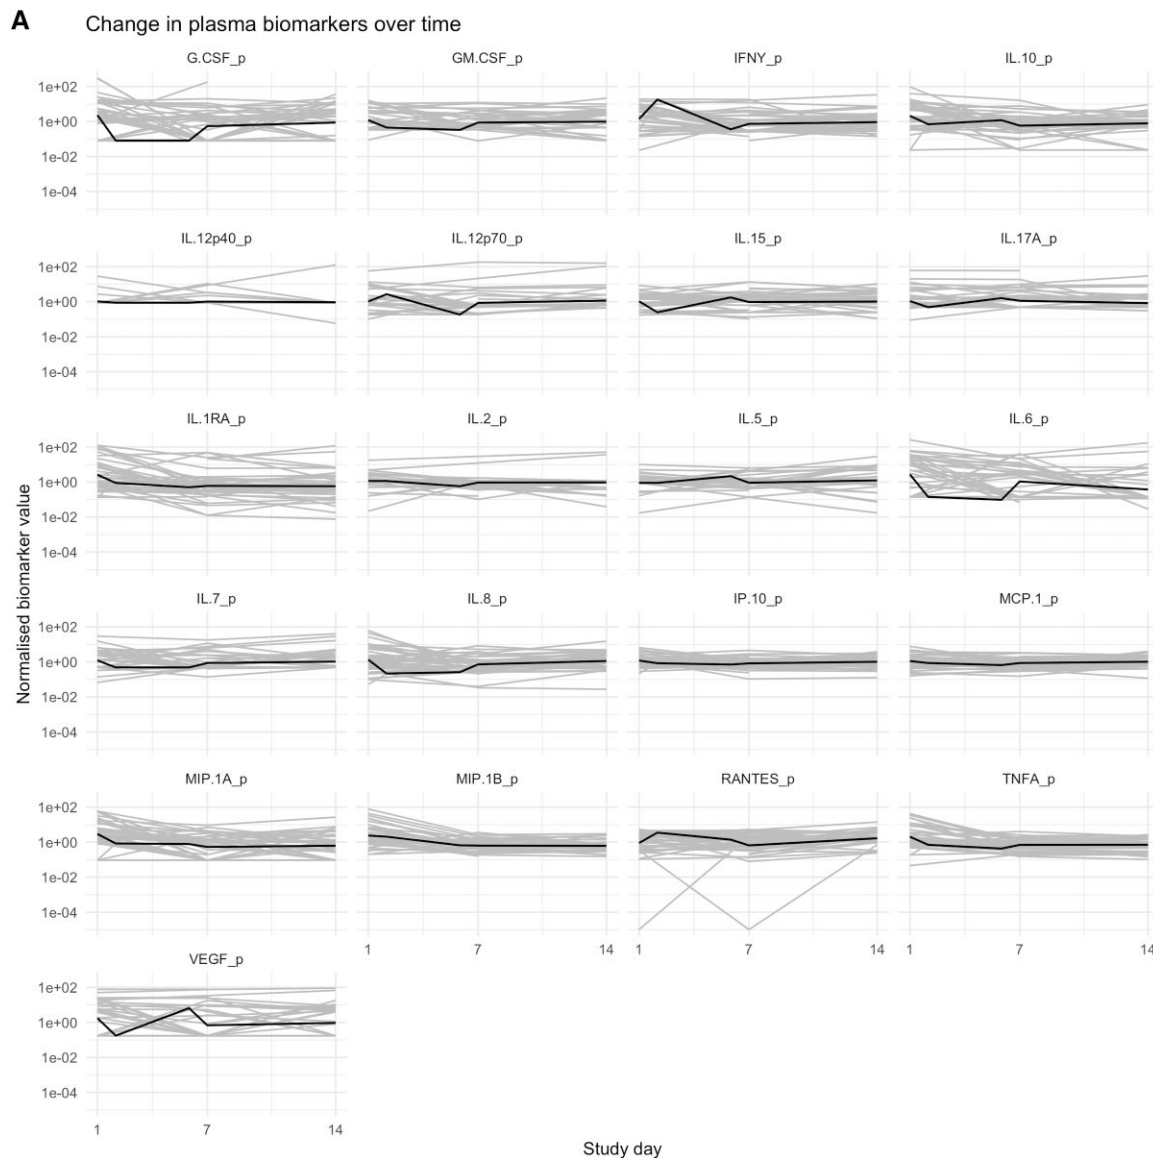 A
Change in plasma biomarkers over time
G.CSF_p GM.CSF_p IFNY_p IL.10_p
1e+02
1e+00
1e-02
1e-04
IL.12p40_p IL.12p70_p IL.15_p IL.17A_p
1e+02
1e+00
1e-02
1e-04
IL.1RA_p IL.2_p IL.5_p IL.6_p
1e+02
1e+00
1e-02
1e-04
Normalised biomarker value
IL.7_p IL.8_p IP.10_p MCP.1_p
1e+02
1e+00
1e-02
1e-04
MIP.1A_p MIP.1B_p RANTES_p TNFA_p
1e+02
1e+00
1e-02
1e-04
1 7 14 1 7 14 1 7 14
VEGF_p
1e+02
1e+00
1e-02
1e-04
1 7 14
Study day